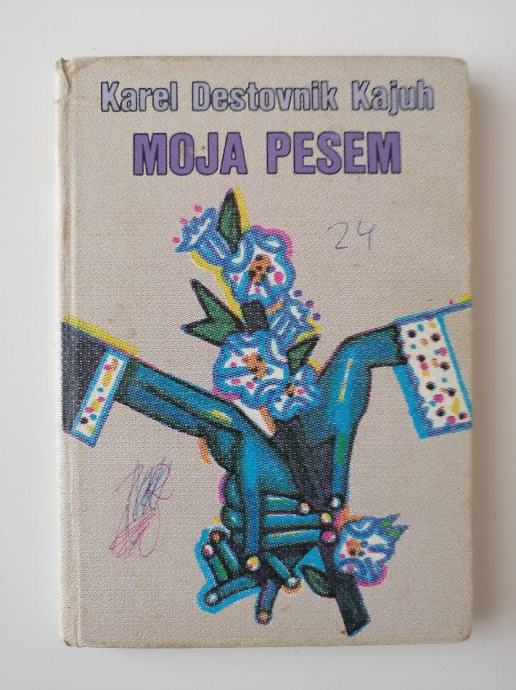 Karel Destovnik Kajuh
MOJA PESEM
24